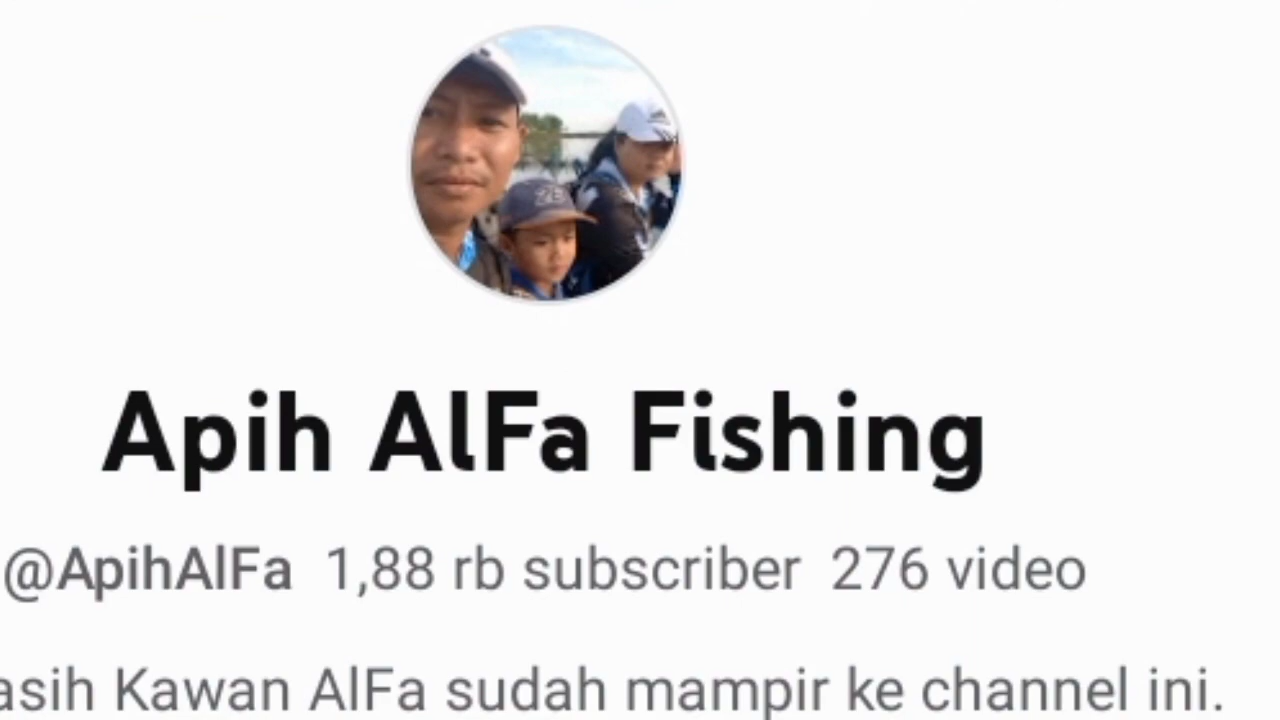 Apih AlFa Fishing
@ApihAlFa 1,88 rb subscriber 276 video
asih Kawan AlFa sudah mampir ke channel ini.